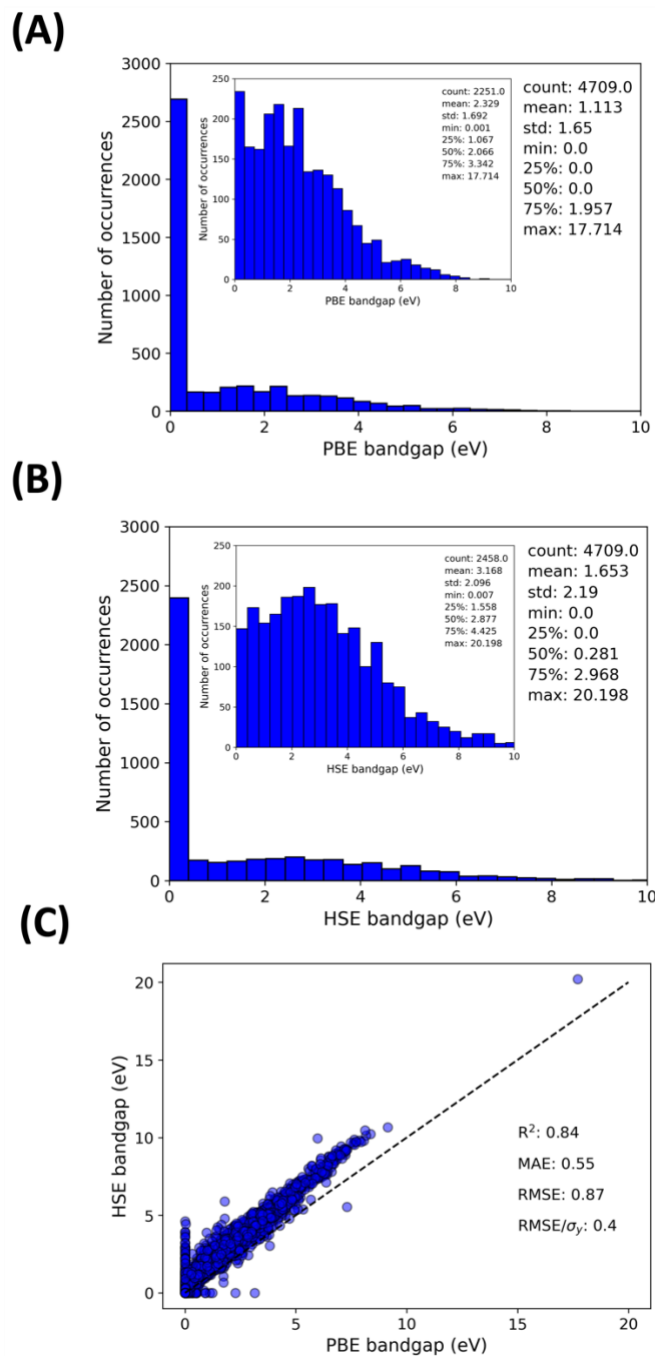 (A)
3000
2500
2000
1500
1000
500
0
Number of occurrences
0
2
4
6
8
10
PBE bandgap (eV)
250
200
150
100
50
0
Number of occurrences
0
2
4
6
8
10
PBE bandgap (eV)
count: 2251.0
mean: 2.329
std: 1.692
min: 0.001
25%: 1.067
50%: 2.066
75%: 3.342
max: 17.714
count: 4709.0
mean: 1.113
std: 1.65
min: 0.0
25%: 0.0
50%: 0.0
75%: 1.957
max: 17.714
(B)
3000
2500
2000
1500
1000
500
0
Number of occurrences
0
2
4
6
8
10
HSE bandgap (eV)
250
200
150
100
50
0
Number of occurrences
0
2
4
6
8
10
HSE bandgap (eV)
count: 2458.0
mean: 3.168
std: 2.096
min: 0.007
25%: 1.558
50%: 2.877
75%: 4.425
max: 20.198
count: 4709.0
mean: 1.653
std: 2.19
min: 0.0
25%: 0.0
50%: 0.281
75%: 2.968
max: 20.198
(C)
20
15
10
5
0
HSE bandgap (eV)
0
5
10
15
20
PBE bandgap (eV)
R²: 0.84
MAE: 0.55
RMSE: 0.87
RMSE/σy: 0.4